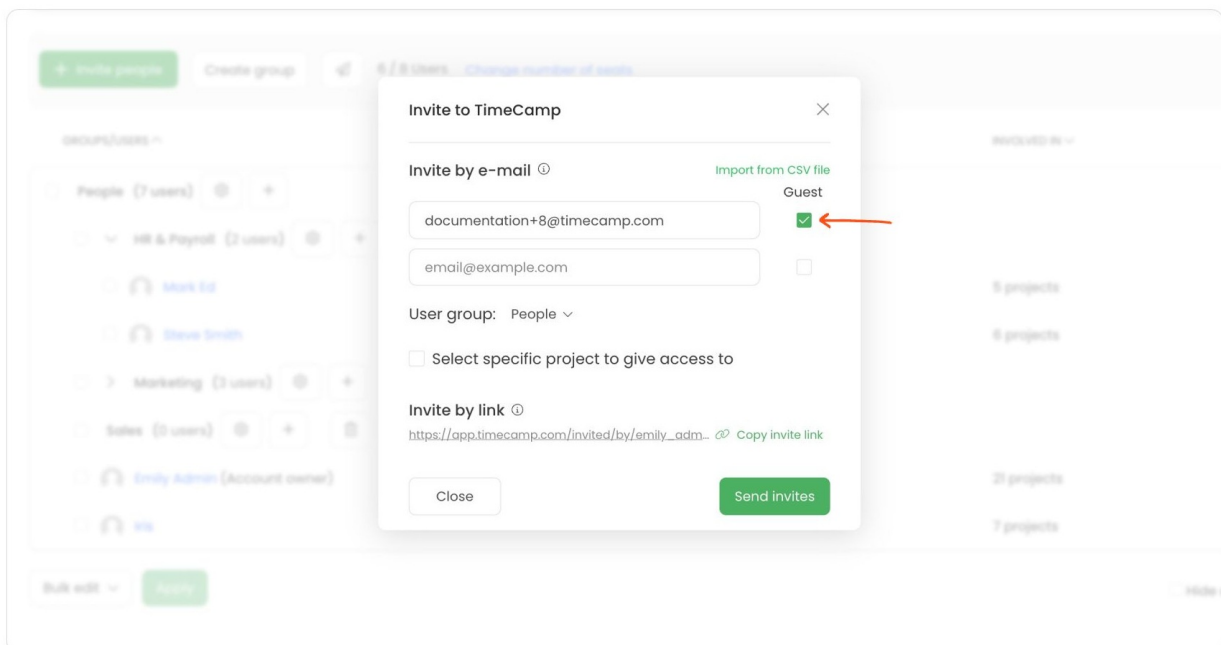 + Invite people Create group 6 / 8 Users Change number of seats
Invite to TimeCamp
GROUPS/USERS
INVOLVED IN
Invite by e-mail
Import from CSV file
Guest
People (7 users)
documentation+8@timecamp.com
HR & Payroll (2 users)
email@example.com
Mark Ed
5 projects
User group: People
Steve Smith
6 projects
Select specific project to give access to
Marketing (3 users)
Invite by link
Sales (0 users)
https://app.timecamp.com/invited/by/emily_adm... Copy invite link
Emily Admin (Account owner)
21 projects
Close
Send invites
Iris
7 projects
Bulk edit
Apply
Hide